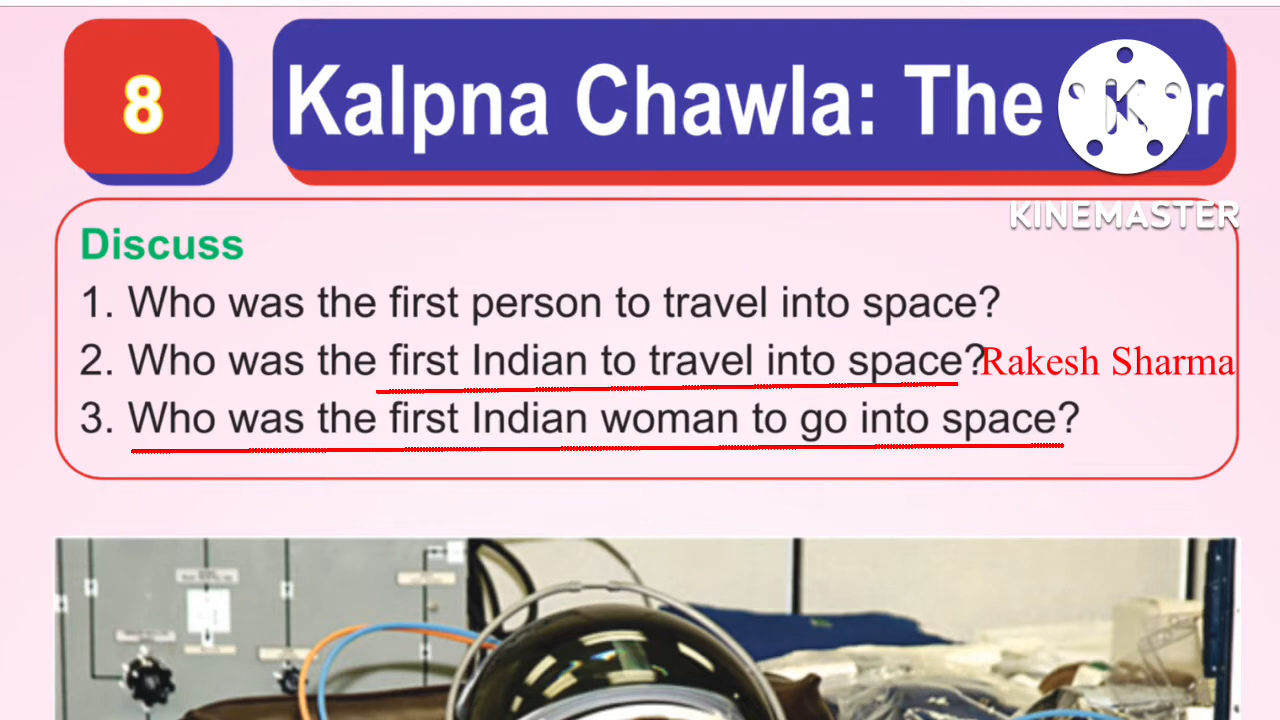 8
Kalpna Chawla: The
KINEMASTER
Discuss
1. Who was the first person to travel into space?
2. Who was the first Indian to travel into space? Rakesh Sharma
3. Who was the first Indian woman to go into space?